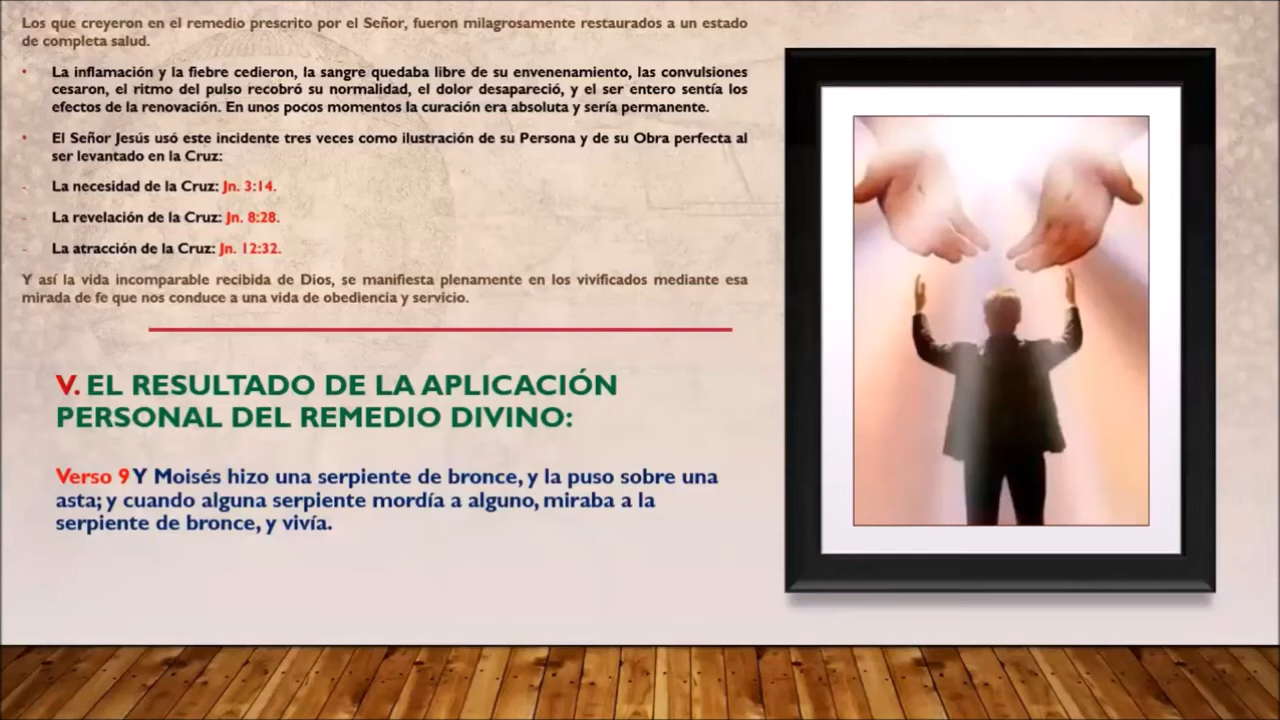 Los que creyeron en el remedio prescrito por el Señor, fueron milagrosamente restaurados a un estado
de completa salud.
• La inflamación y la fiebre cedieron, la sangre quedaba libre de su envenenamiento, las convulsiones
cesaron, el ritmo del pulso recobró su normalidad, el dolor desapareció, y el ser entero sentía los
efectos de la renovación. En unos pocos momentos la curación era absoluta y sería permanente.
• El Señor Jesús usó este incidente tres veces como ilustración de su Persona y de su Obra perfecta al
ser levantado en la Cruz:
- La necesidad de la Cruz: Jn. 3:14.
- La revelación de la Cruz: Jn. 8:28.
- La atracción de la Cruz: Jn. 12:32.
Y así la vida incomparable recibida de Dios, se manifiesta plenamente en los vivificados mediante esa
mirada de fe que nos conduce a una vida de obediencia y servicio.
V. EL RESULTADO DE LA APLICACIÓN
PERSONAL DEL REMEDIO DIVINO:
Verso 9 Y Moisés hizo una serpiente de bronce, y la puso sobre una
asta; y cuando alguna serpiente mordía a alguno, miraba a la
serpiente de bronce, y vivía.